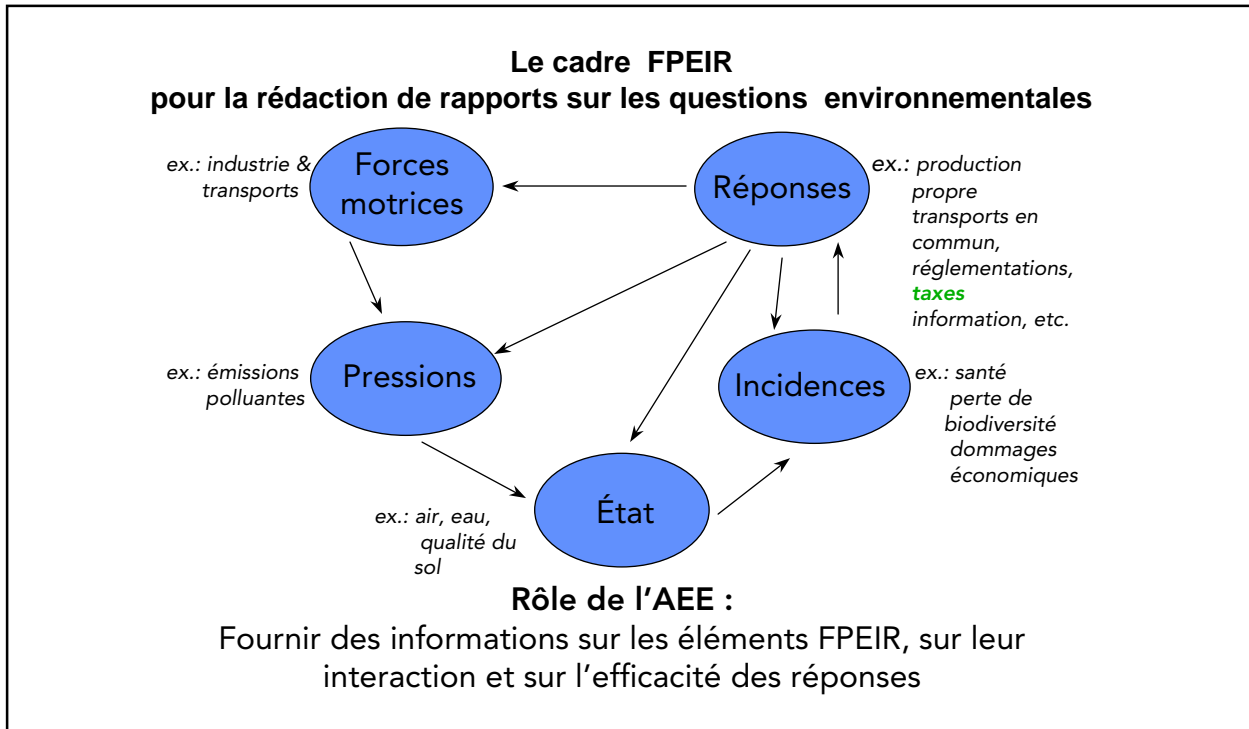 Le cadre FPEIR
pour la rédaction de rapports sur les questions environnementales
ex.: industrie &
transports
Forces
motrices
Réponses
ex.: production
propre
transports en
commun,
réglementations,
taxes
information, etc.
ex.: émissions
polluantes
Pressions
Incidences
ex.: santé
perte de
biodiversité
dommages
économiques
ex.: air, eau,
qualité du
sol
État
Rôle de l'AEE :
Fournir des informations sur les éléments FPEIR, sur leur
interaction et sur l'efficacité des réponses